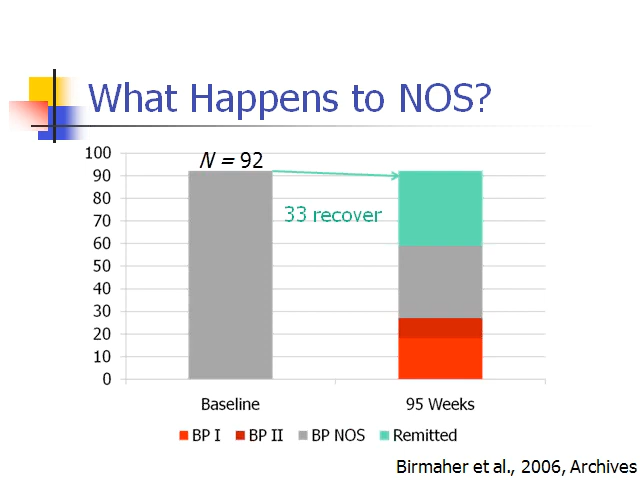 What Happens to NOS?
100
90
80
70
60
50
40
30
20
10
0
N = 92
33 recover
Baseline
95 Weeks
BP I
BP II
BP NOS
Remitted
Birmaher et al., 2006, Archives